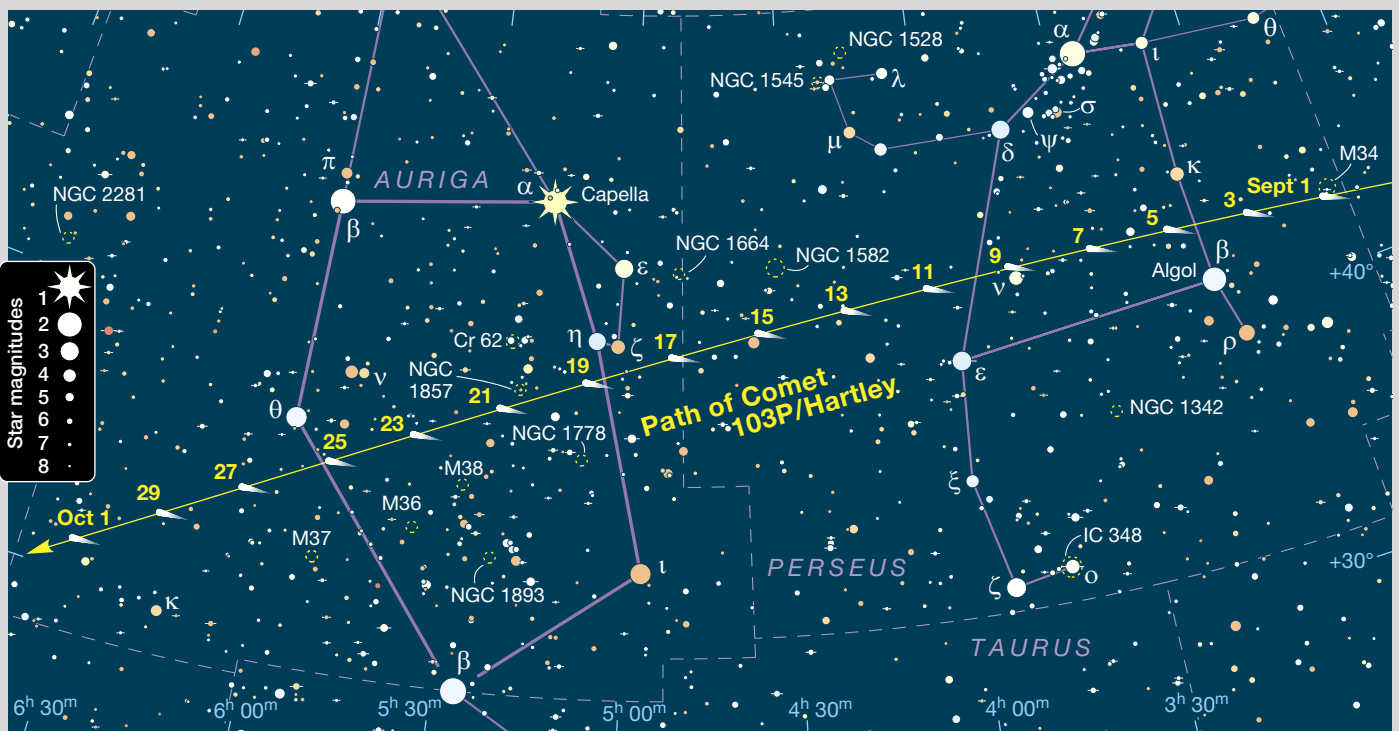 α
ι
θ
NGC 1528
NGC 1545
λ
σ
μ
δ
ψ
π
κ
M34
AURIGA
α
Capella
Sept 1
NGC 2281
3
β
5
NGC 1664
7
β
ε
NGC 1582
9
Algol
+40°
11
ν
Star magnitudes
1
2
3
4
5
6
7
8
13
15
Cr 62
η
ζ
17
ρ
NGC
1857
19
ε
ν
21
Path of Comet
103P/Hartley
NGC 1342
θ
23
NGC 1778
25
27
M38
ξ
29
M36
Oct 1
M37
IC 348
+30°
ι
PERSEUS
ο
NGC 1893
ζ
κ
TAURUS
β
6h 30m
6h 00m
5h 30m
5h 00m
4h 30m
4h 00m
3h 30m